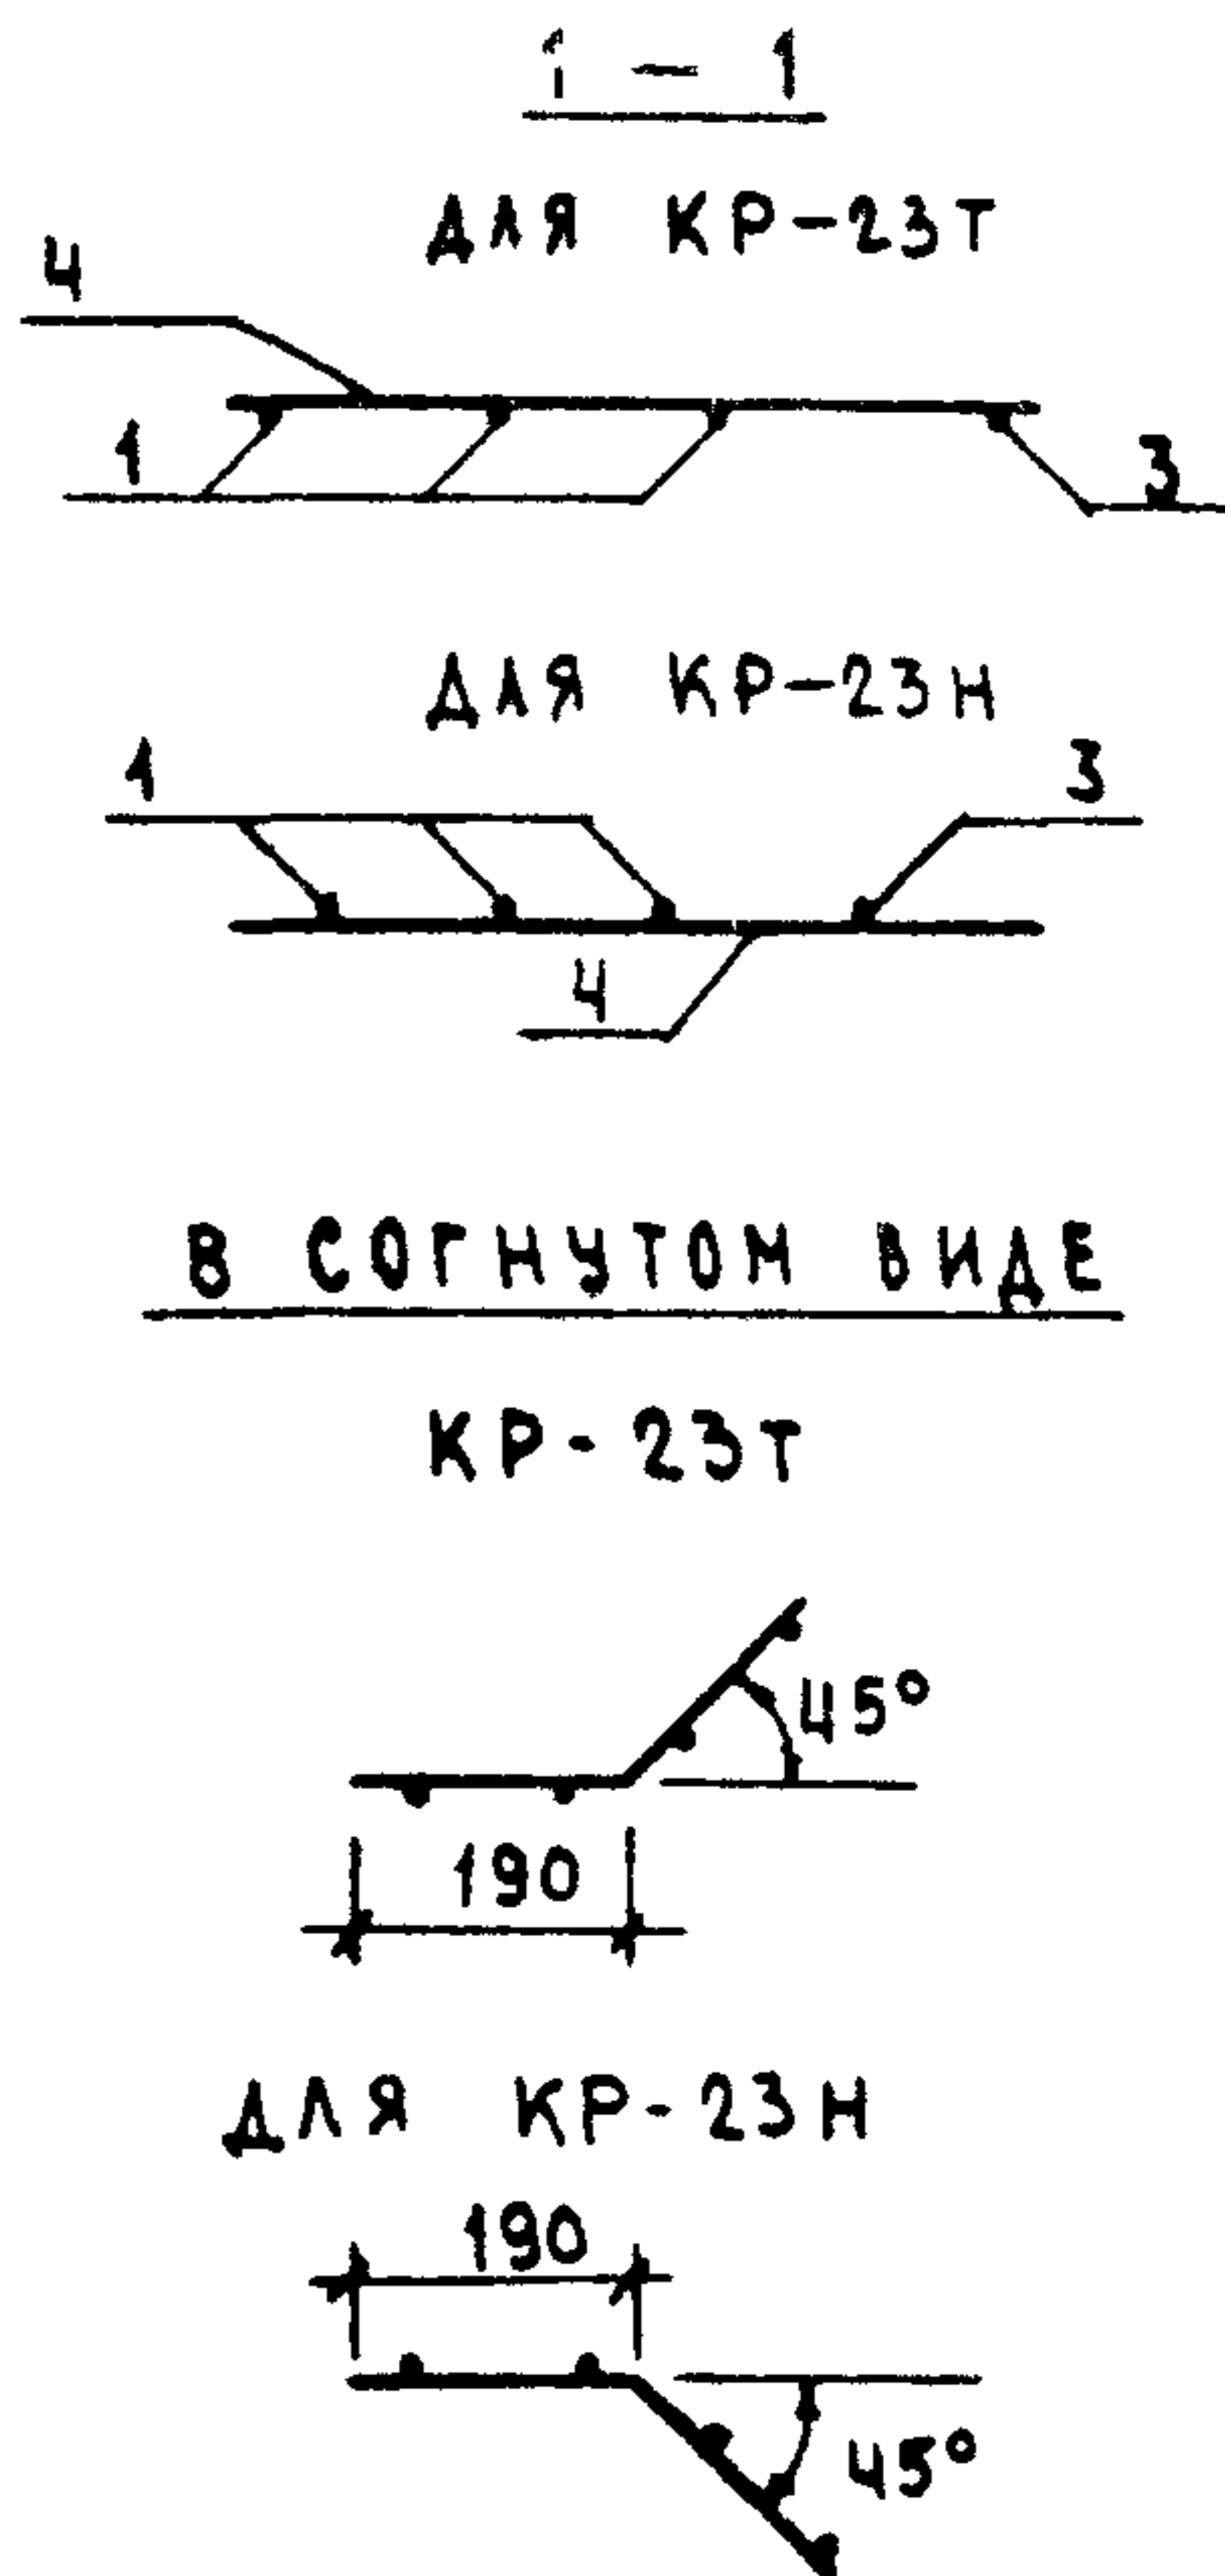 1 - 1
ДЛЯ КР-23Т
4
1
3
ДЛЯ КР-23Н
1
3
4
В СОГНУТОМ ВИДЕ
КР-23Т
45°
190
ДЛЯ КР-23Н
190
45°